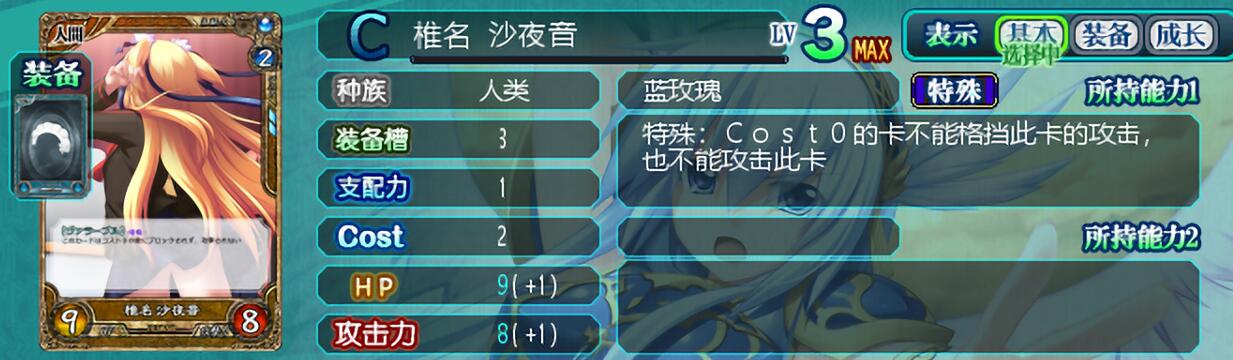 人間
2
装备
椎名 沙夜音
9
8
C 椎名 沙夜音 LV 3 MAX
表示 基本 装备 成长
选择中
种族 人类
装备槽 3
支配力 1
Cost 2
HP 9(+1)
攻击力 8(+1)
蓝玫瑰 特殊 所持能力1
特殊：Cost0的卡不能格挡此卡的攻击，
也不能攻击此卡
所持能力2